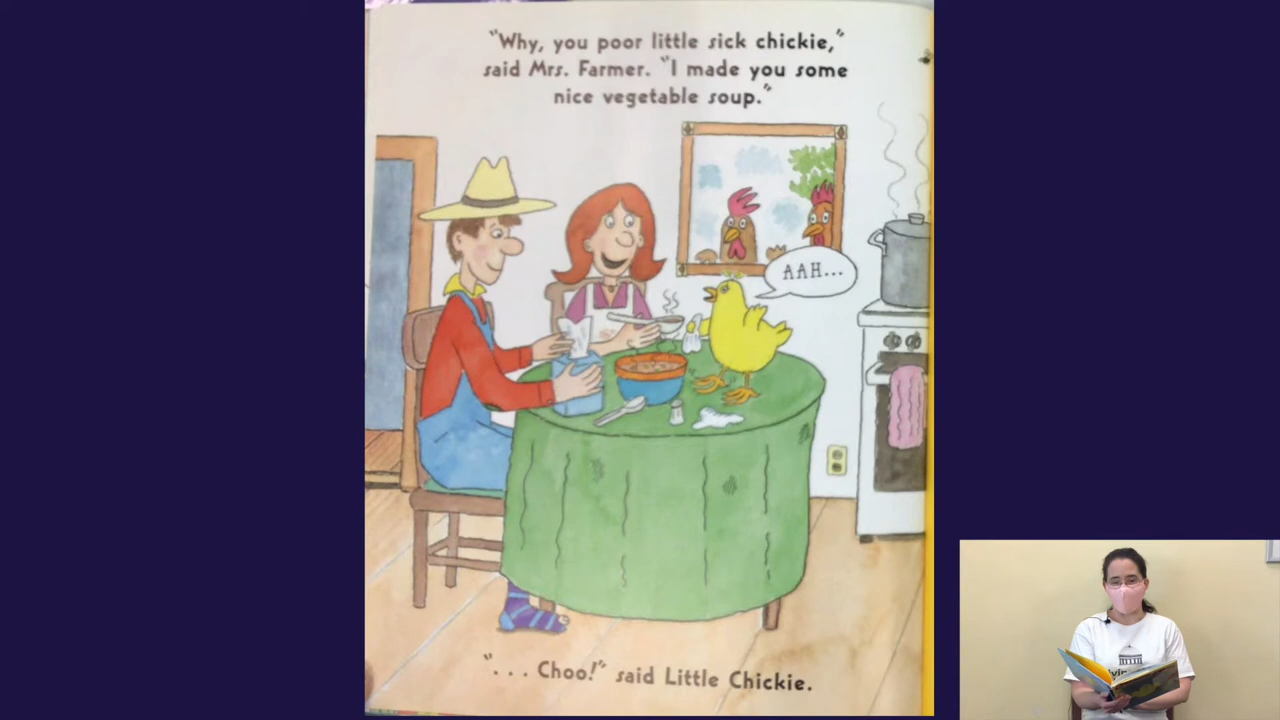 "Why, you poor little sick chickie,"
said Mrs. Farmer. "I made you some
nice vegetable soup."
AAH...
"... Choo!" said Little Chickie.